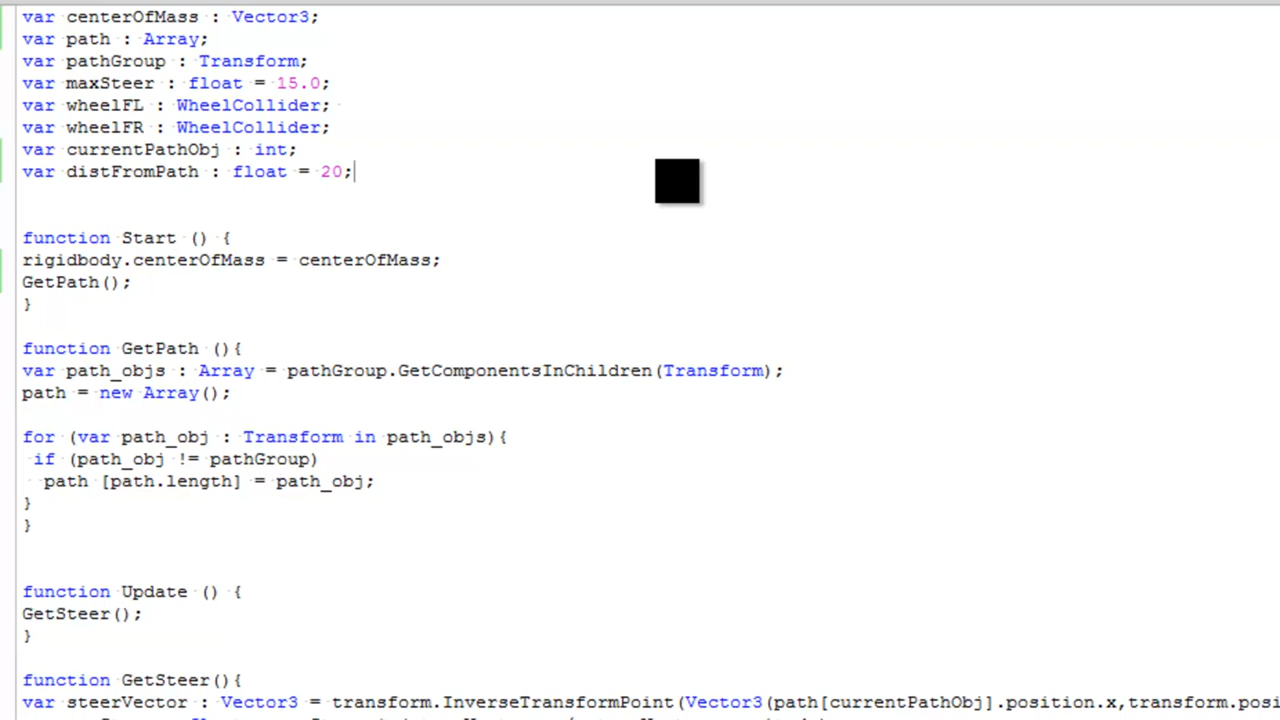 var centerOfMass : Vector3;
var path : Array;
var pathGroup : Transform;
var maxSteer : float = 15.0;
var wheelFL : WheelCollider;
var wheelFR : WheelCollider;
var currentPathObj : int;
var distFromPath : float = 20;
function Start () {
rigidbody.centerOfMass = centerOfMass;
GetPath();
}
function GetPath (){
var path_objs : Array = pathGroup.GetComponentsInChildren(Transform);
path = new Array();
for (var path_obj : Transform in path_objs){
if (path_obj != pathGroup)
path [path.length] = path_obj;
}
}
function Update () {
GetSteer();
}
function GetSteer(){
var steerVector : Vector3 = transform.InverseTransformPoint(Vector3(path[currentPathObj].position.x,transform.posi